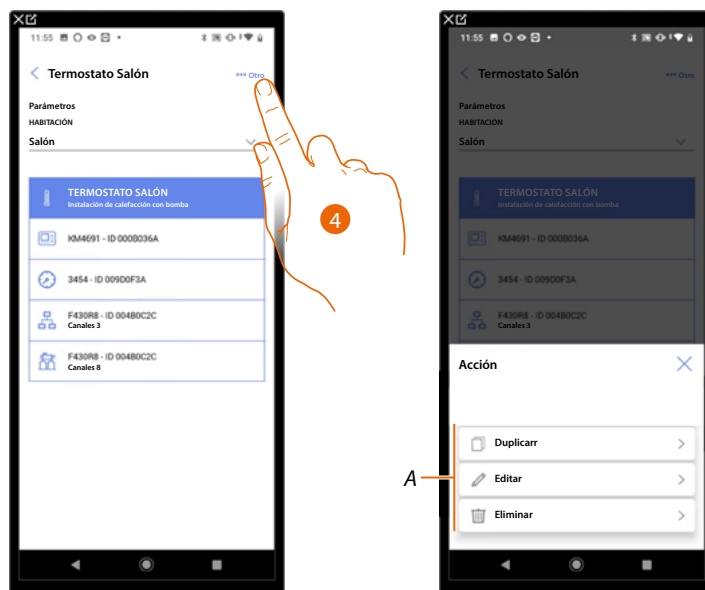 11:55
Termostato Salón
*** Otro
Parámetros
HABITACIÓN
Salón
TERMOSTATO SALÓN
Instalación de calefacción con bomba
KM4691 - ID 0008036A
3454 - ID 009D0F3A
F430R8 - ID 004B0C2C
Canales 3
F430R8 - ID 004B0C2C
Canales 8
4
11:55
Termostato Salón
*** Otro
Parámetros
HABITACIÓN
Salón
TERMOSTATO SALÓN
Instalación de calefacción con bomba
KM4691 - ID 0008036A
3454 - ID 009D0F3A
F430R8 - ID 004B0C2C
Canales 3
Acción
A
Duplicarr
Editar
Eliminar